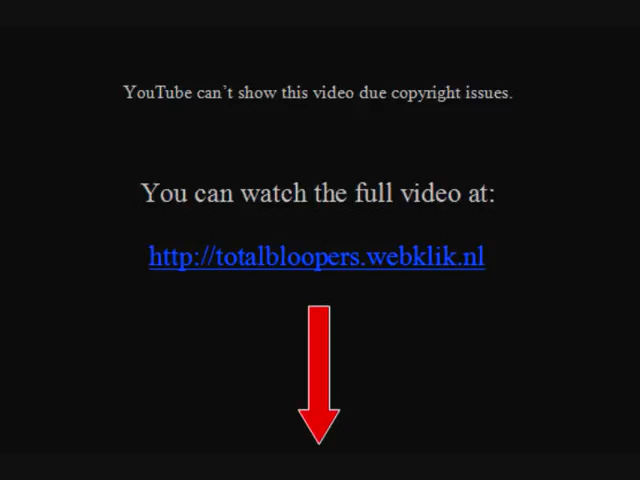 YouTube can't show this video due copyright issues.
You can watch the full video at:
http://totalbloopers.webklik.nl